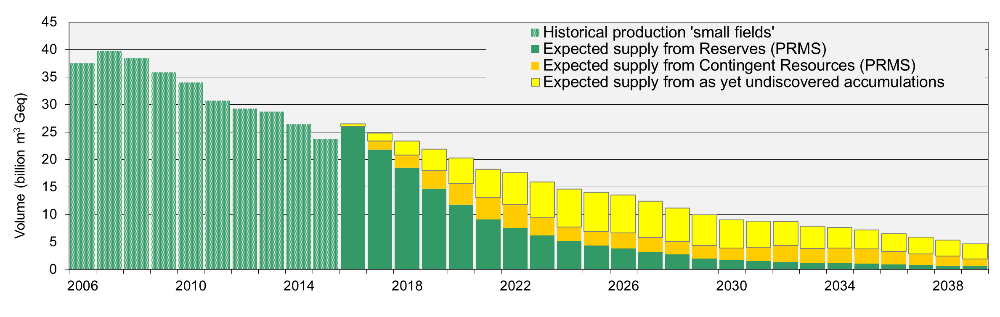 45
Historical production 'small fields'
40
Expected supply from Reserves (PRMS)
Expected supply from Contingent Resources (PRMS)
35
Expected supply from as yet undiscovered accumulations
30
25
20
15
10
5
0
Volume (billion m³ Geq)
2006 2010 2014 2018 2022 2026 2030 2034 2038